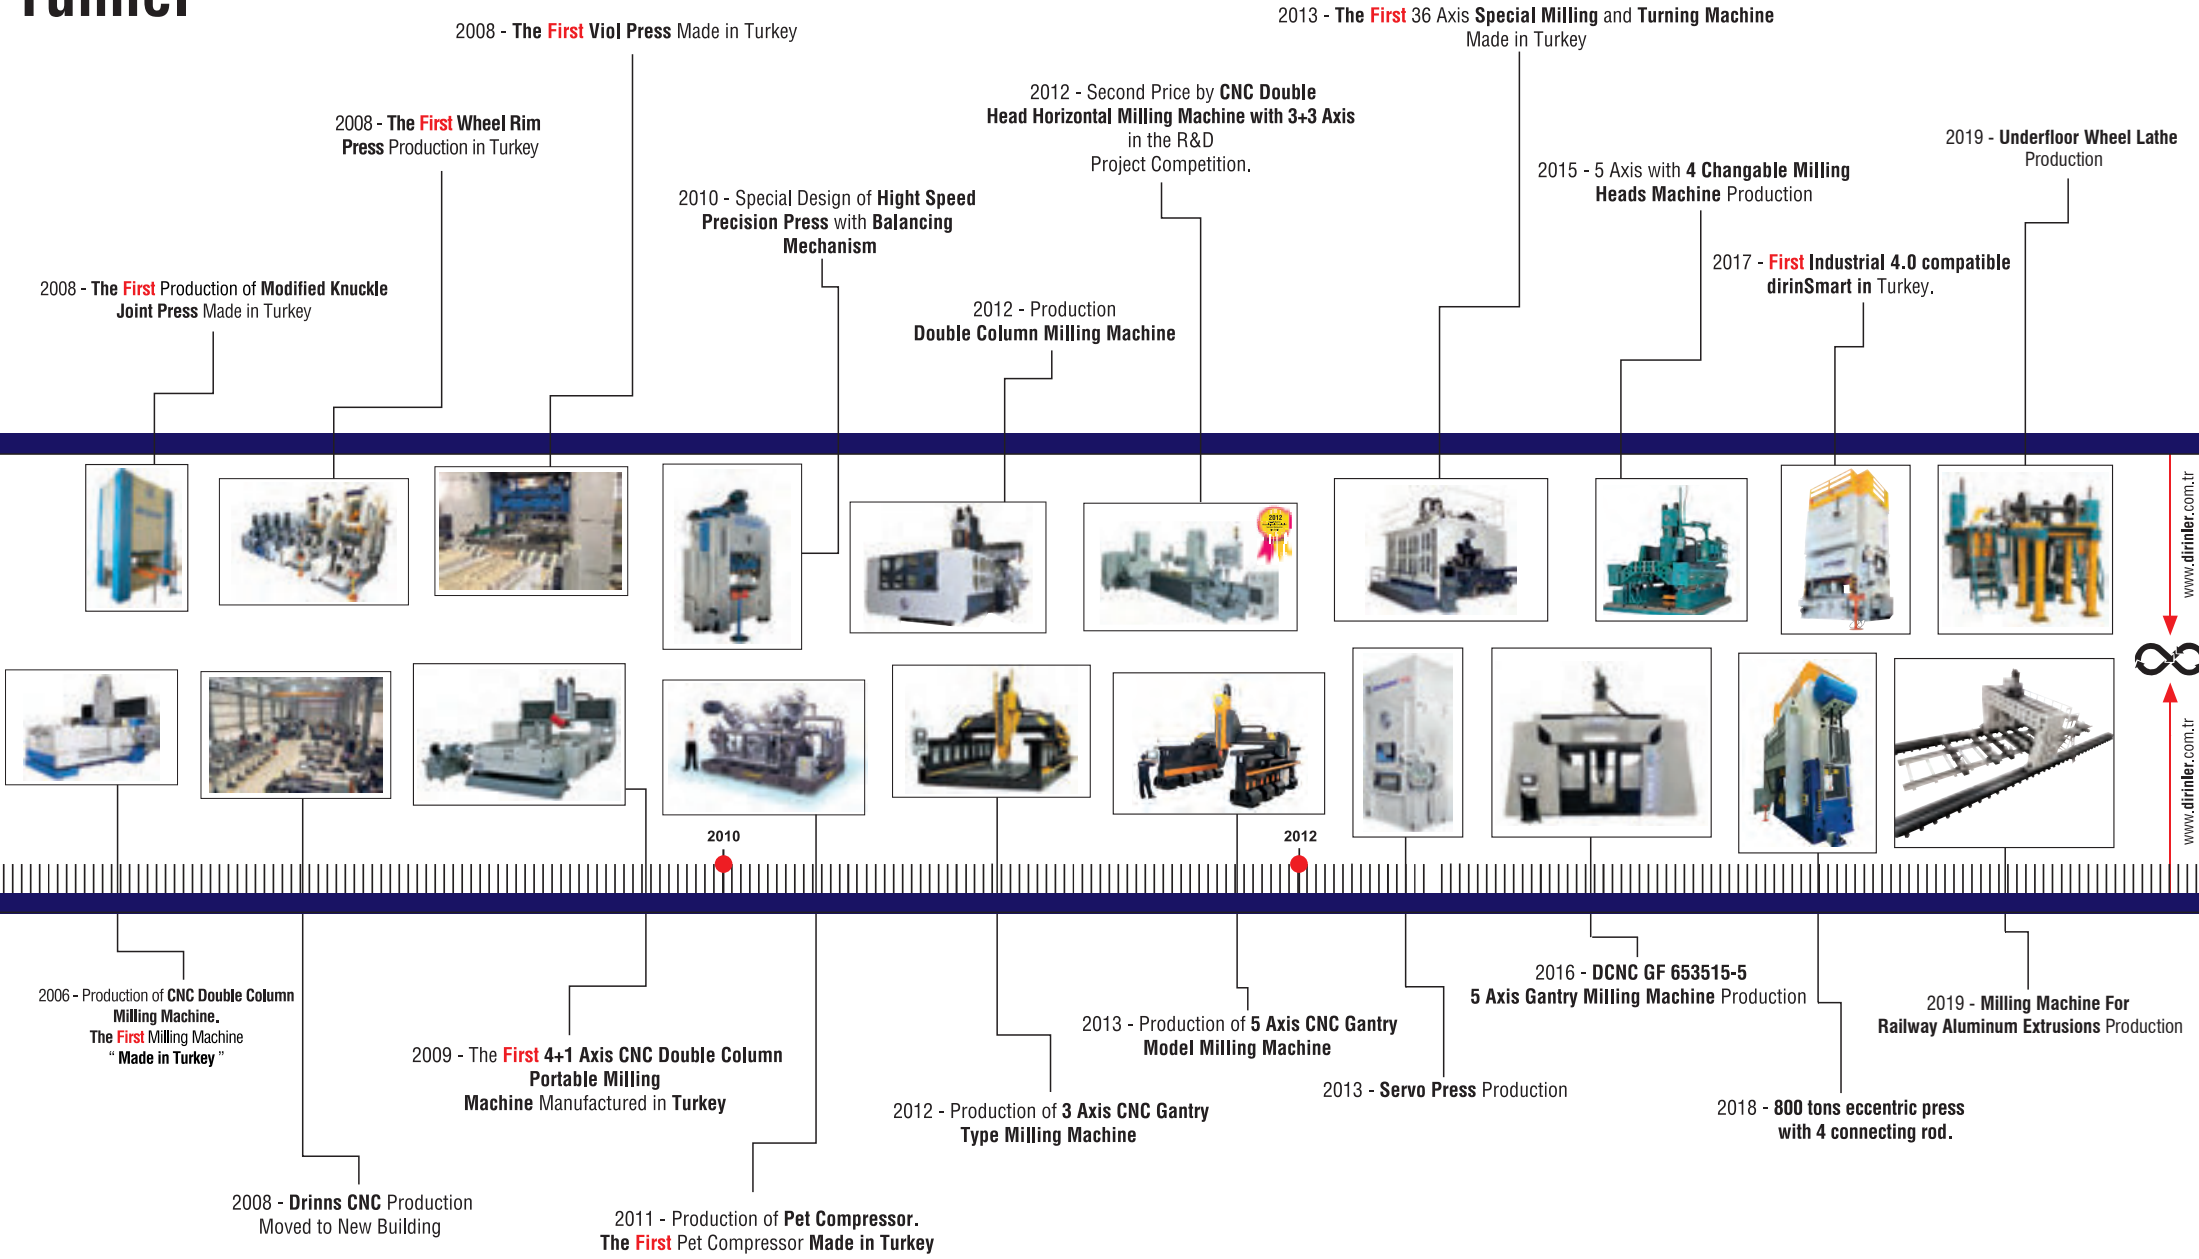 2008 - The First Viol Press Made in Turkey
2013 - The First 36 Axis Special Milling and Turning Machine
Made in Turkey
2008 - The First Wheel Rim
Press Production in Turkey
2012 - Second Price by CNC Double
Head Horizontal Milling Machine with 3+3 Axis
in the R&D
Project Competition.
2019 - Underfloor Wheel Lathe
Production
2015 - 5 Axis with 4 Changable Milling
Heads Machine Production
2010 - Special Design of Hight Speed
Precision Press with Balancing
Mechanism
2017 - First Industrial 4.0 compatible
dirinSmart in Turkey.
2008 - The First Production of Modified Knuckle
Joint Press Made in Turkey
2012 - Production
Double Column Milling Machine
2012
www.dirinler.com.tr
www.dirinler.com.tr
2010
2012
2006 - Production of CNC Double Column
Milling Machine.
The First Milling Machine
“ Made in Turkey ”
2009 - The First 4+1 Axis CNC Double Column
Portable Milling
Machine Manufactured in Turkey
2013 - Production of 5 Axis CNC Gantry
Model Milling Machine
2016 - DCNC GF 653515-5
5 Axis Gantry Milling Machine Production
2019 - Milling Machine For
Railway Aluminum Extrusions Production
2013 - Servo Press Production
2012 - Production of 3 Axis CNC Gantry
Type Milling Machine
2018 - 800 tons eccentric press
with 4 connecting rod.
2008 - Drinns CNC Production
Moved to New Building
2011 - Production of Pet Compressor.
The First Pet Compressor Made in Turkey